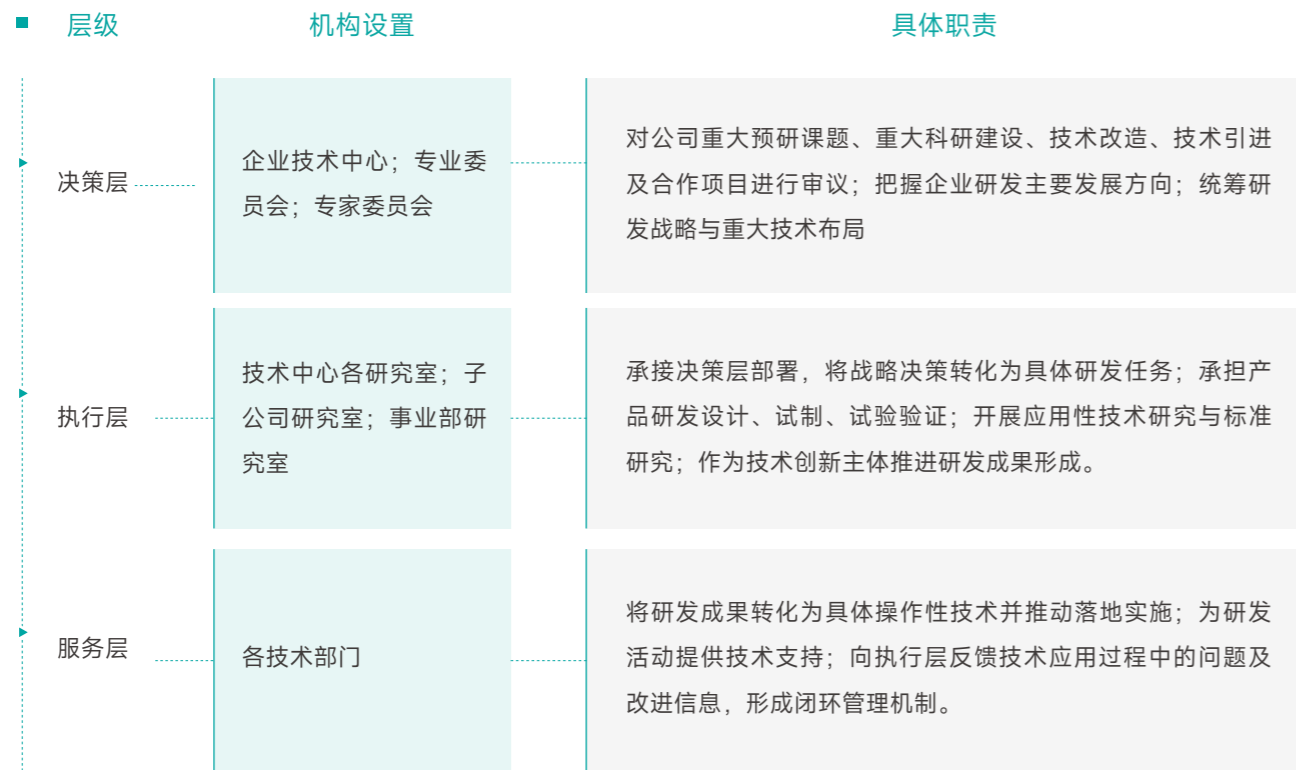 层级 机构设置 具体职责
决策层
企业技术中心；专业委
员会；专家委员会
对公司重大预研课题、重大科研建设、技术改造、技术引进
及合作项目进行审议；把握企业研发主要发展方向；统筹研
发战略与重大技术布局
执行层
技术中心各研究室；子
公司研究室；事业部研
究室
承接决策层部署，将战略决策转化为具体研发任务；承担产
品研发设计、试制、试验验证；开展应用性技术研究与标准
研究；作为技术创新主体推进研发成果形成。
服务层
各技术部门
将研发成果转化为具体操作性技术并推动落地实施；为研发
活动提供技术支持；向执行层反馈技术应用过程中的问题及
改进信息，形成闭环管理机制。